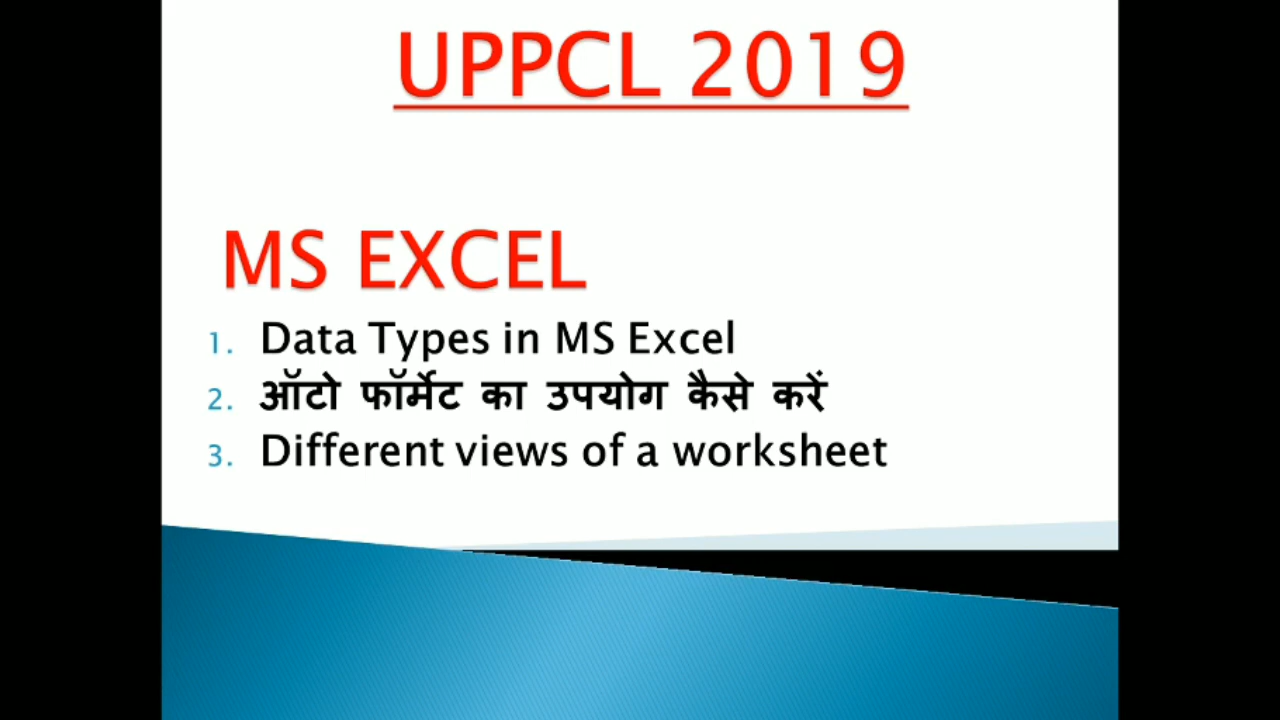 UPPCL 2019
MS EXCEL
1. Data Types in MS Excel
2. ऑटो फॉर्मेट का उपयोग कैसे करें
3. Different views of a worksheet